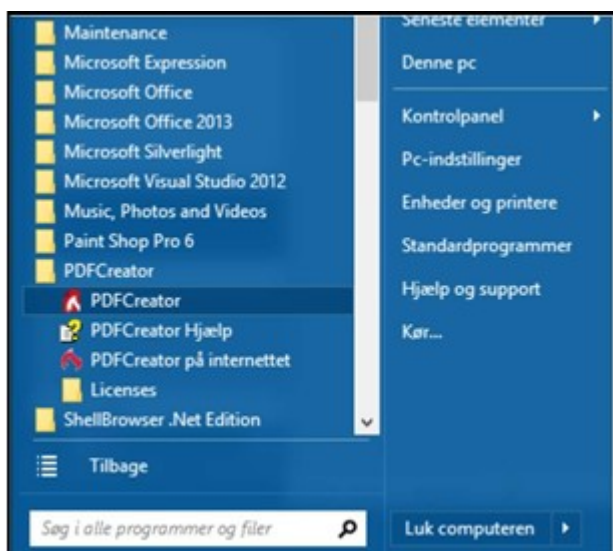 Maintenance
Microsoft Expression
Microsoft Office
Microsoft Office 2013
Microsoft Silverlight
Microsoft Visual Studio 2012
Music, Photos and Videos
Paint Shop Pro 6
PDFCreator
PDFCreator
PDFCreator Hjælp
PDFCreator på internettet
Licenses
ShellBrowser .Net Edition
Tilbage
Søg i alle programmer og filer
Seneste elementer
Denne pc
Kontrolpanel
Pc-indstillinger
Enheder og printere
Standardprogrammer
Hjælp og support
Kør...
Luk computeren